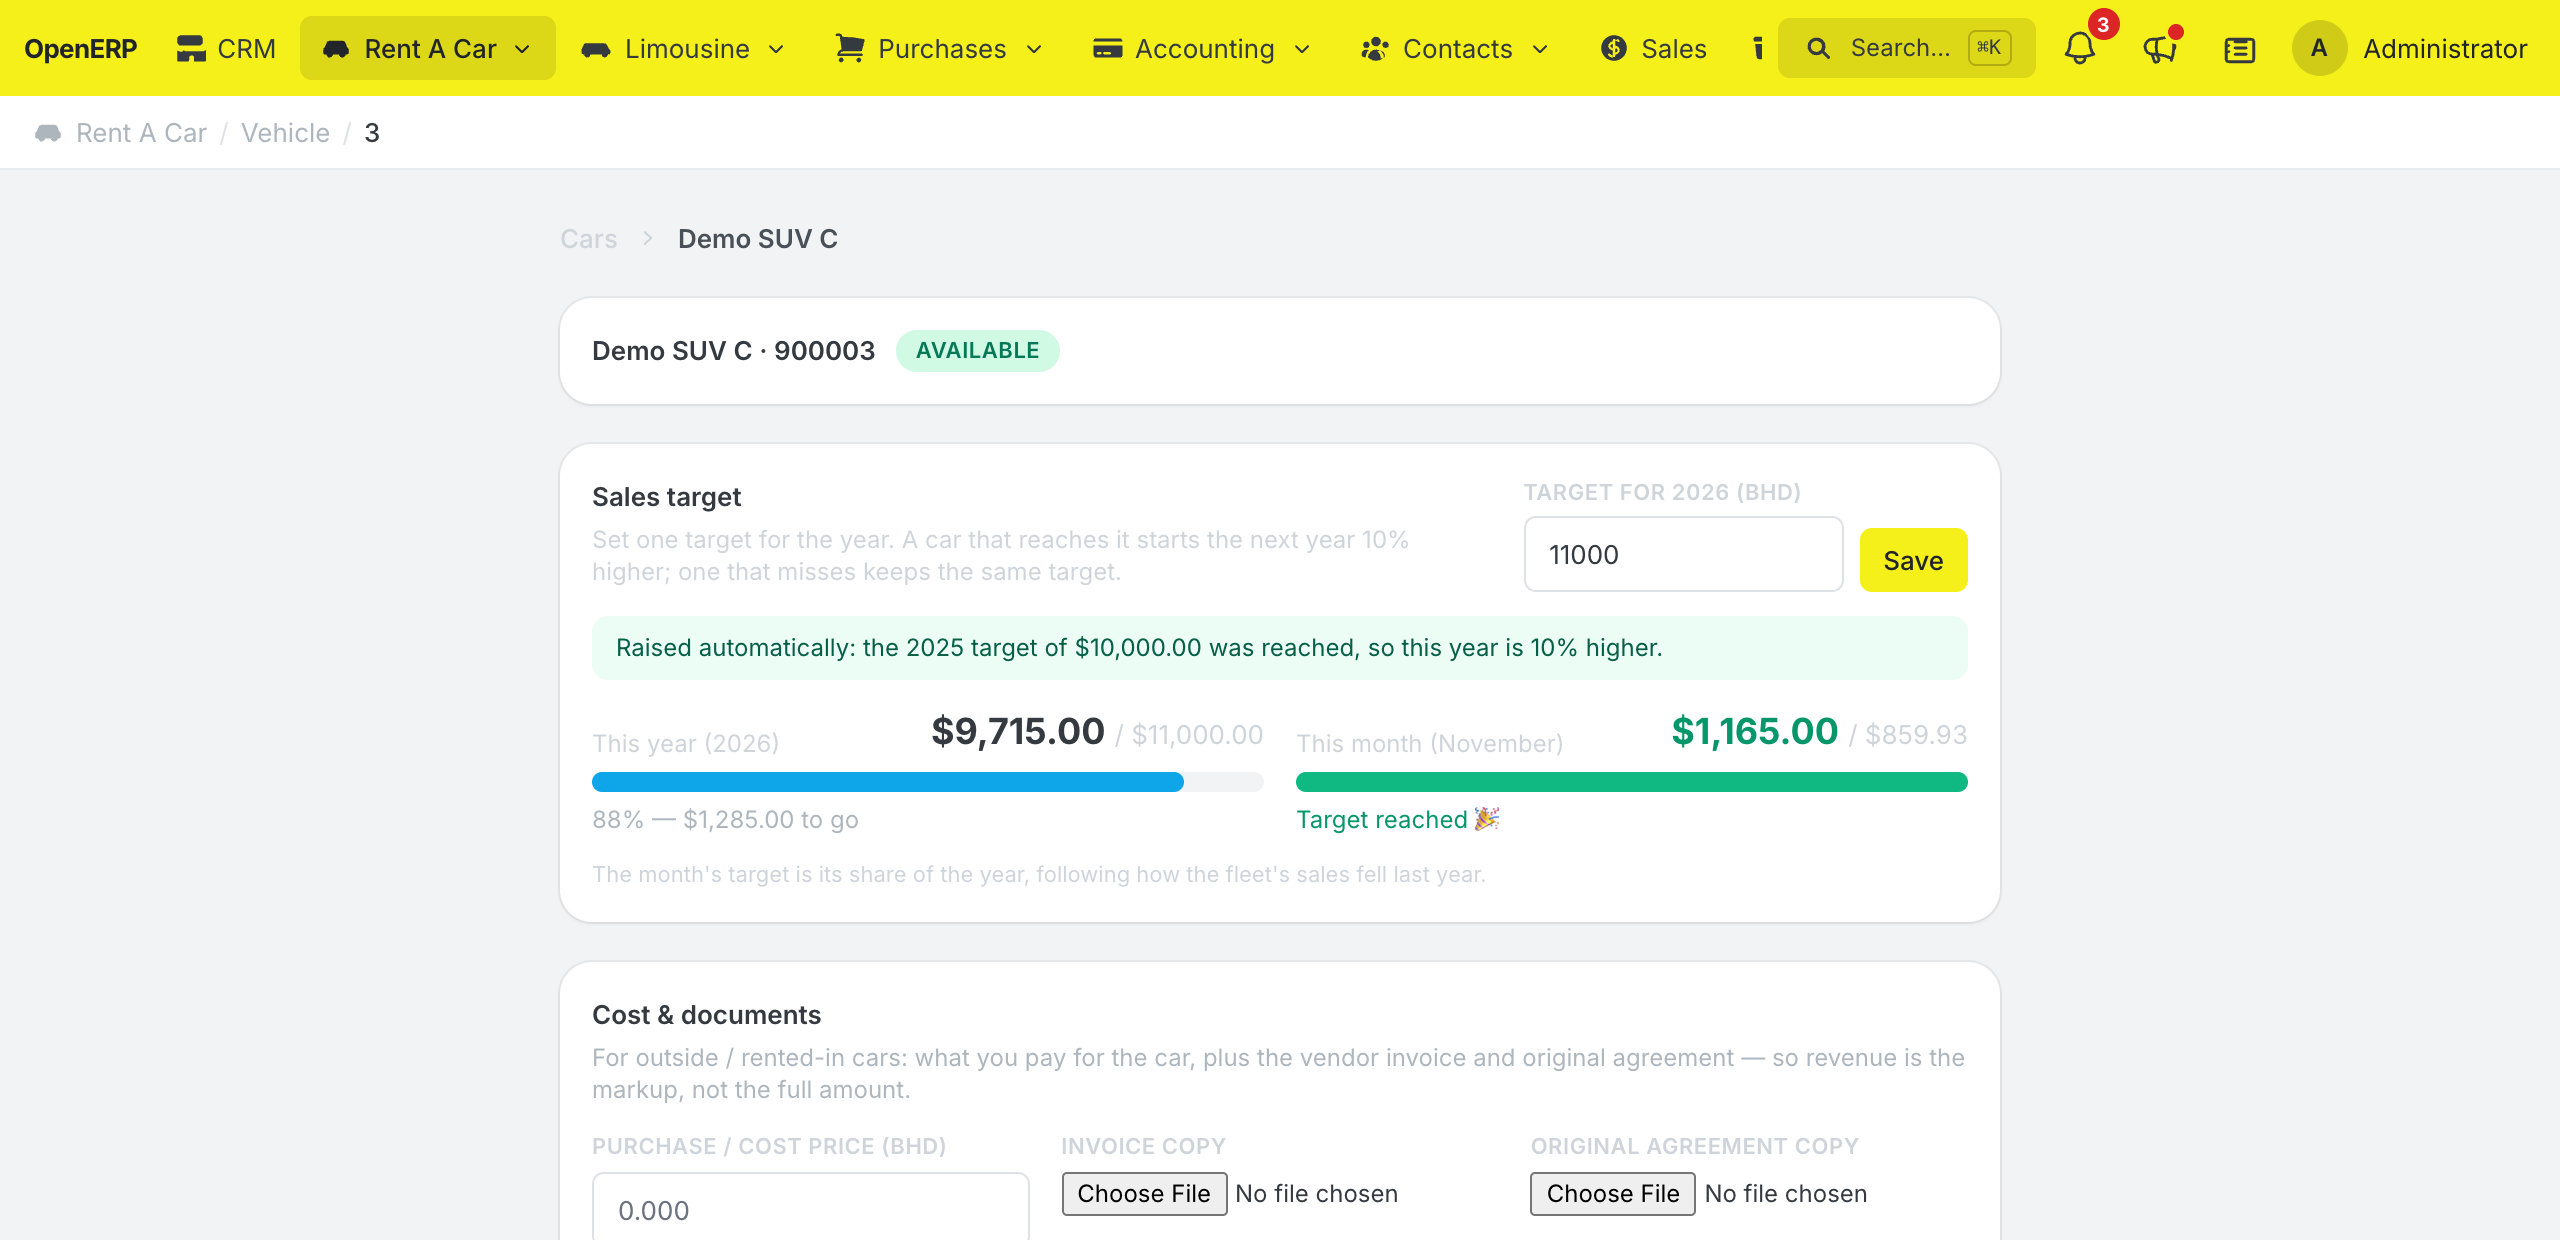 OpenERP CRM Rent A Car Limousine Purchases Accounting Contacts Sales Search... ⌘K 3 A Administrator
Rent A Car / Vehicle / 3
Cars > Demo SUV C
Demo SUV C · 900003 AVAILABLE
Sales target
Set one target for the year. A car that reaches it starts the next year 10%
higher; one that misses keeps the same target.
TARGET FOR 2026 (BHD)
11000
Save
Raised automatically: the 2025 target of $10,000.00 was reached, so this year is 10% higher.
This year (2026) $9,715.00 / $11,000.00
88% — $1,285.00 to go
This month (November) $1,165.00 / $859.93
Target reached 🎉
The month's target is its share of the year, following how the fleet's sales fell last year.
Cost & documents
For outside / rented-in cars: what you pay for the car, plus the vendor invoice and original agreement — so revenue is the
markup, not the full amount.
PURCHASE / COST PRICE (BHD)
0.000
INVOICE COPY
Choose File No file chosen
ORIGINAL AGREEMENT COPY
Choose File No file chosen